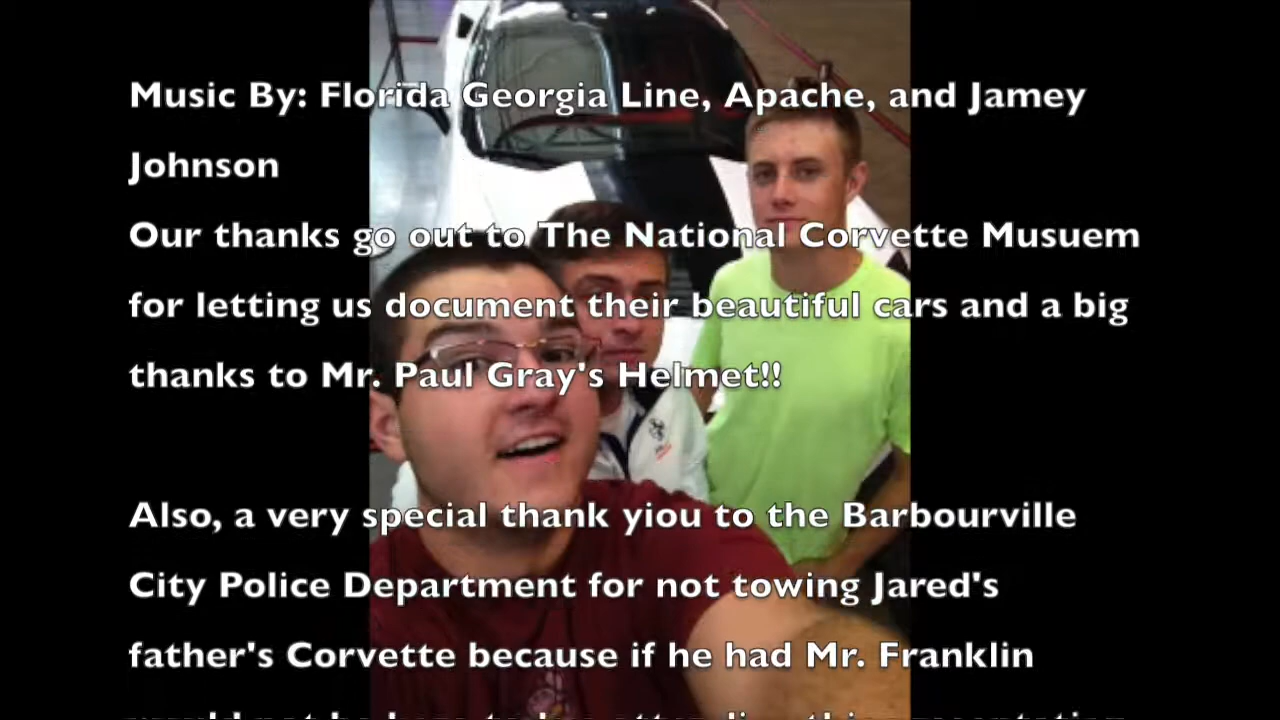 Music By: Florida Georgia Line, Apache, and Jamey
Johnson
Our thanks go out to The National Corvette Musuem
for letting us document their beautiful cars and a big
thanks to Mr. Paul Gray's Helmet!!
Also, a very special thank yiou to the Barbourville
City Police Department for not towing Jared's
father's Corvette because if he had Mr. Franklin